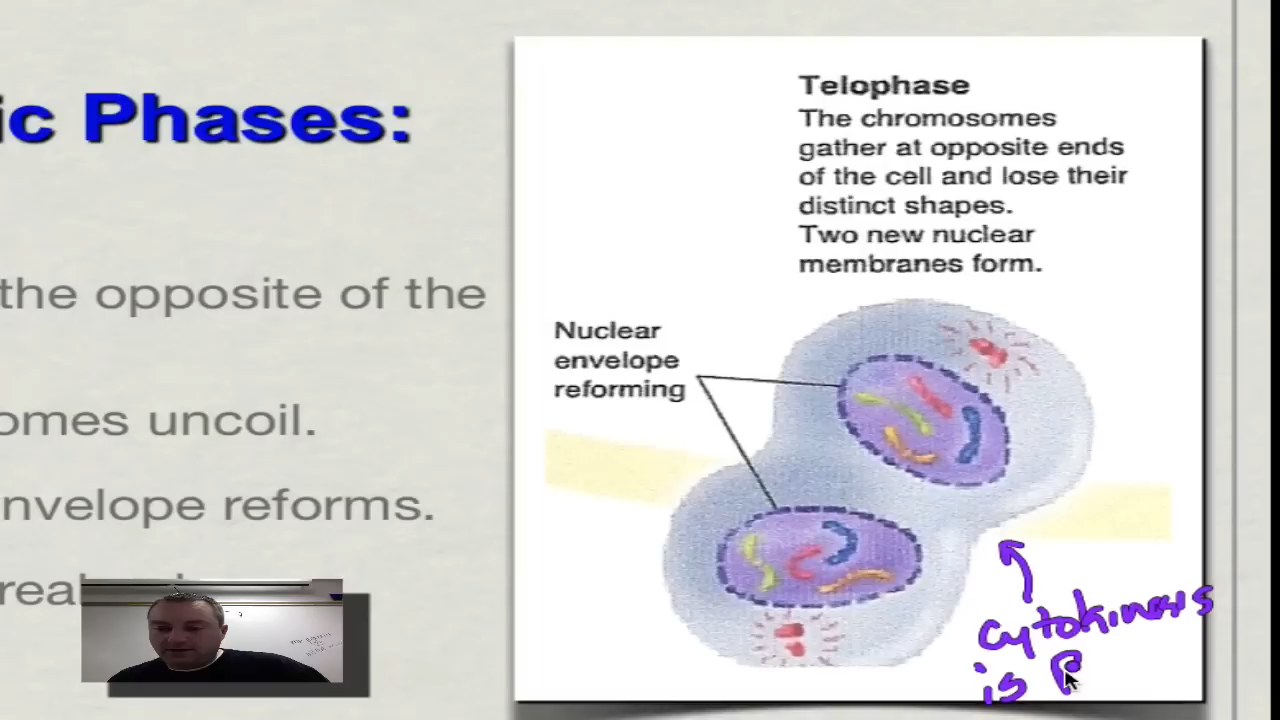 ic Phases:
the opposite of the
omes uncoil.
nvelope reforms.
Telophase
The chromosomes
gather at opposite ends
of the cell and lose their
distinct shapes.
Two new nuclear
membranes form.
Nuclear
envelope
reforming
cytokinesis
is